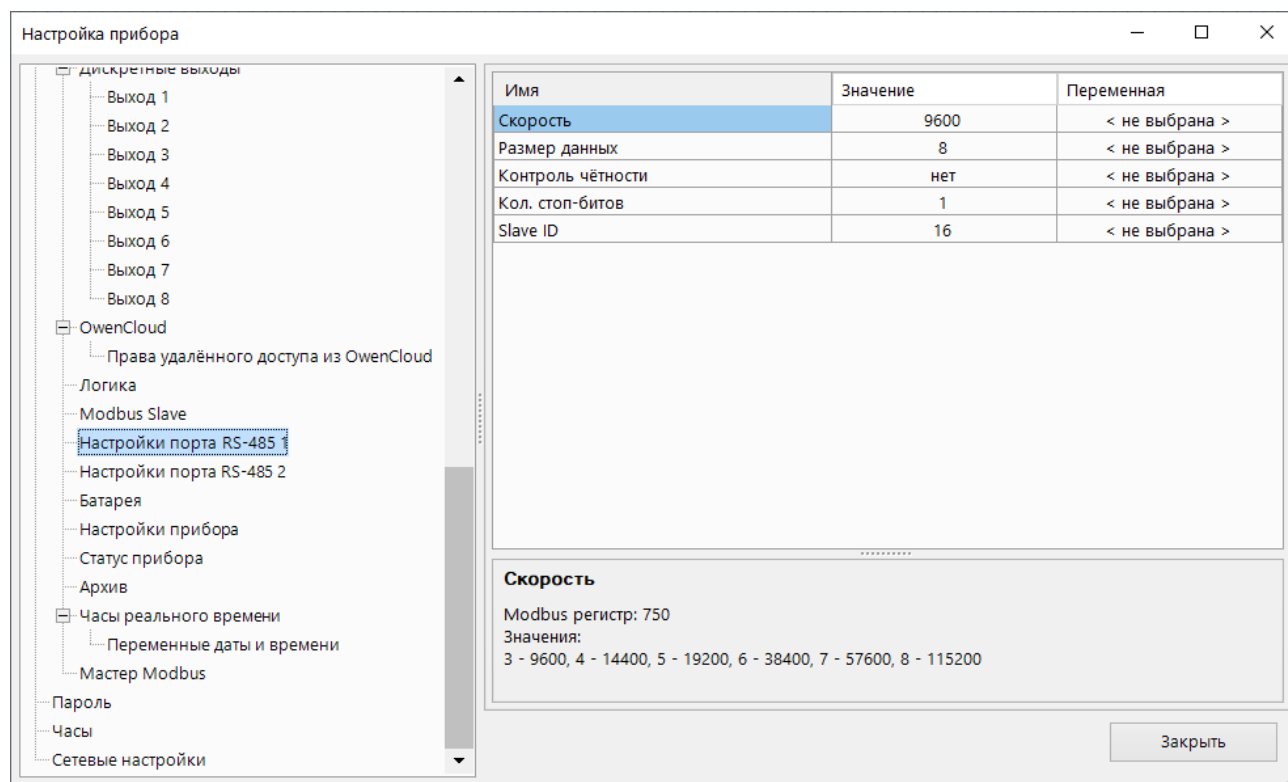 Настройка прибора
Дискретные выходы
Выход 1
Выход 2
Выход 3
Выход 4
Выход 5
Выход 6
Выход 7
Выход 8
OwenCloud
Права удалённого доступа из OwenCloud
Логика
Modbus Slave
Настройки порта RS-485 1
Настройки порта RS-485 2
Батарея
Настройки прибора
Статус прибора
Архив
Часы реального времени
Переменные даты и времени
Мастер Modbus
Пароль
Часы
Сетевые настройки
Имя Значение Переменная
Скорость 9600 < не выбрана >
Размер данных 8 < не выбрана >
Контроль чётности нет < не выбрана >
Кол. стоп-битов 1 < не выбрана >
Slave ID 16 < не выбрана >
Скорость
Modbus регистр: 750
Значения:
3 - 9600, 4 - 14400, 5 - 19200, 6 - 38400, 7 - 57600, 8 - 115200
Закрыть